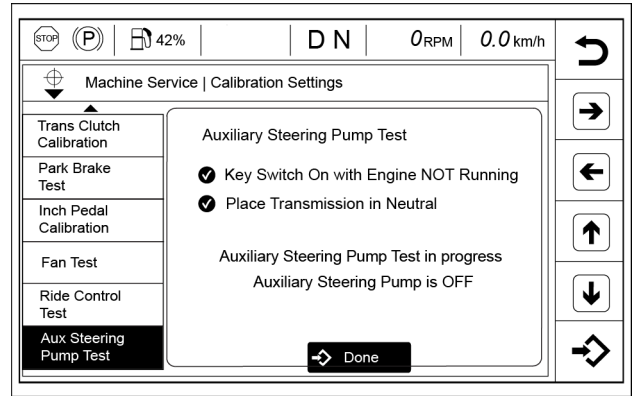 STOP (P) 42% D N 0 RPM 0.0 km/h
Machine Service | Calibration Settings
Trans Clutch
Calibration
Park Brake
Test
Inch Pedal
Calibration
Fan Test
Ride Control
Test
Aux Steering
Pump Test
Auxiliary Steering Pump Test
Key Switch On with Engine NOT Running
Place Transmission in Neutral
Auxiliary Steering Pump Test in progress
Auxiliary Steering Pump is OFF
Done